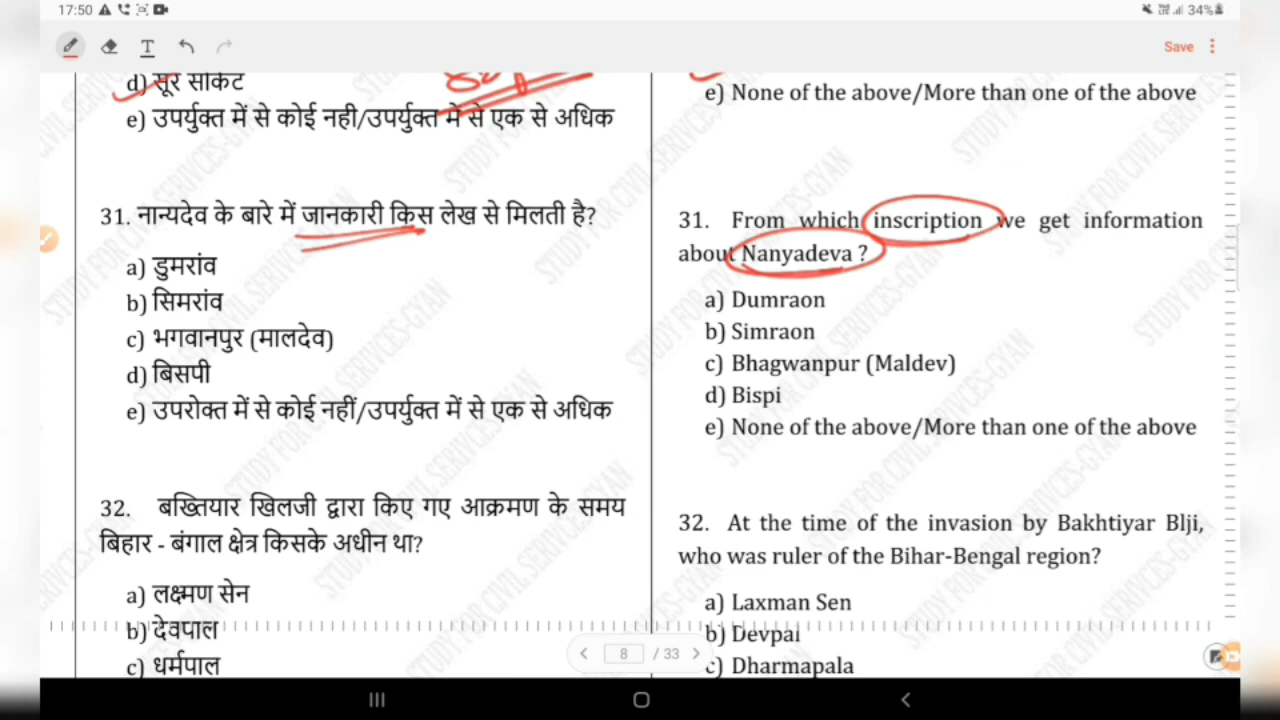 17:50
34%
T
Save
d) सूर साकेट
e) उपर्युक्त में से कोई नही/उपर्युक्त में से एक से अधिक
31. नान्यदेव के बारे में जानकारी किस लेख से मिलती है?
a) डुमरांव
b) सिमरांव
c) भगवानपुर (मालदेव)
d) बिसपी
e) उपरोक्त में से कोई नहीं/उपर्युक्त में से एक से अधिक
32. बख्तियार खिलजी द्वारा किए गए आक्रमण के समय
बिहार - बंगाल क्षेत्र किसके अधीन था?
a) लक्ष्मण सेन
b) देवपाल
c) धर्मपाल
e) None of the above/More than one of the above
31. From which inscription we get information
about Nanyadeva ?
a) Dumraon
b) Simraon
c) Bhagwanpur (Maldev)
d) Bispi
e) None of the above/More than one of the above
32. At the time of the invasion by Bakhtiyar Blji,
who was ruler of the Bihar-Bengal region?
a) Laxman Sen
b) Devpal
c) Dharmapala
8 / 33
STUDY FOR CIVIL SERIVCES-GYAN